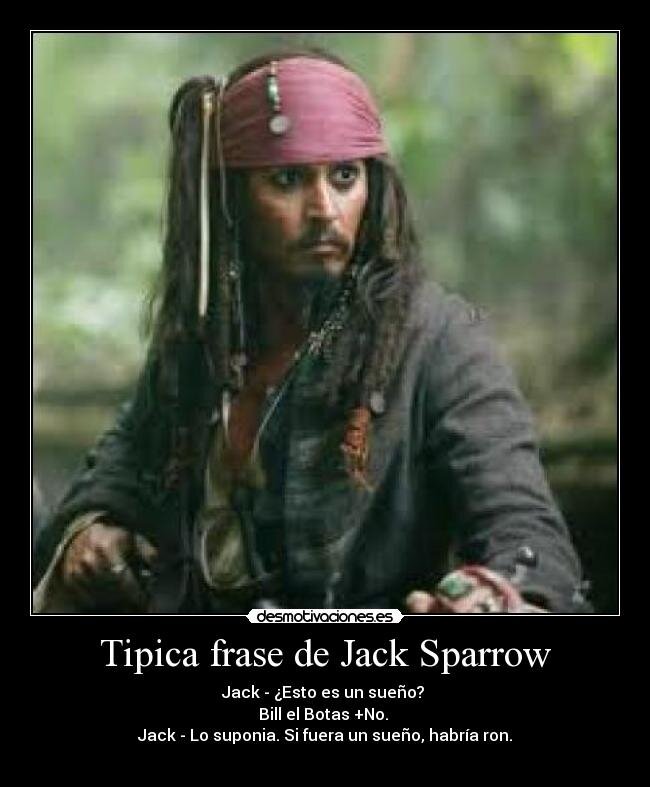 desmotivaciones.es
Tipica frase de Jack Sparrow
Jack - ¿Esto es un sueño?
Bill el Botas +No.
Jack - Lo suponia. Si fuera un sueño, habría ron.